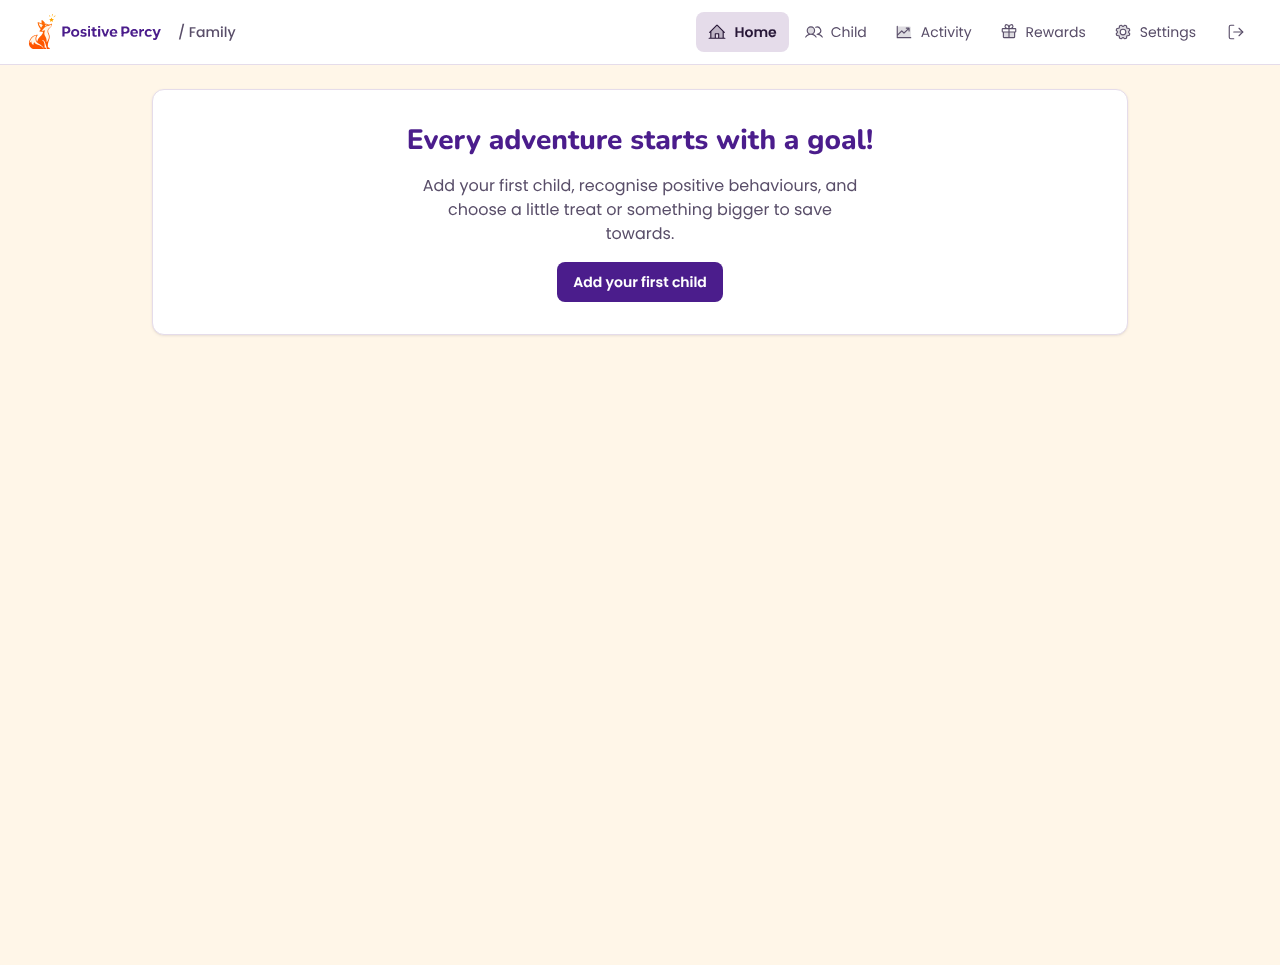 Positive Percy / Family Home Child Activity Rewards Settings
Every adventure starts with a goal!
Add your first child, recognise positive behaviours, and
choose a little treat or something bigger to save
towards.
Add your first child